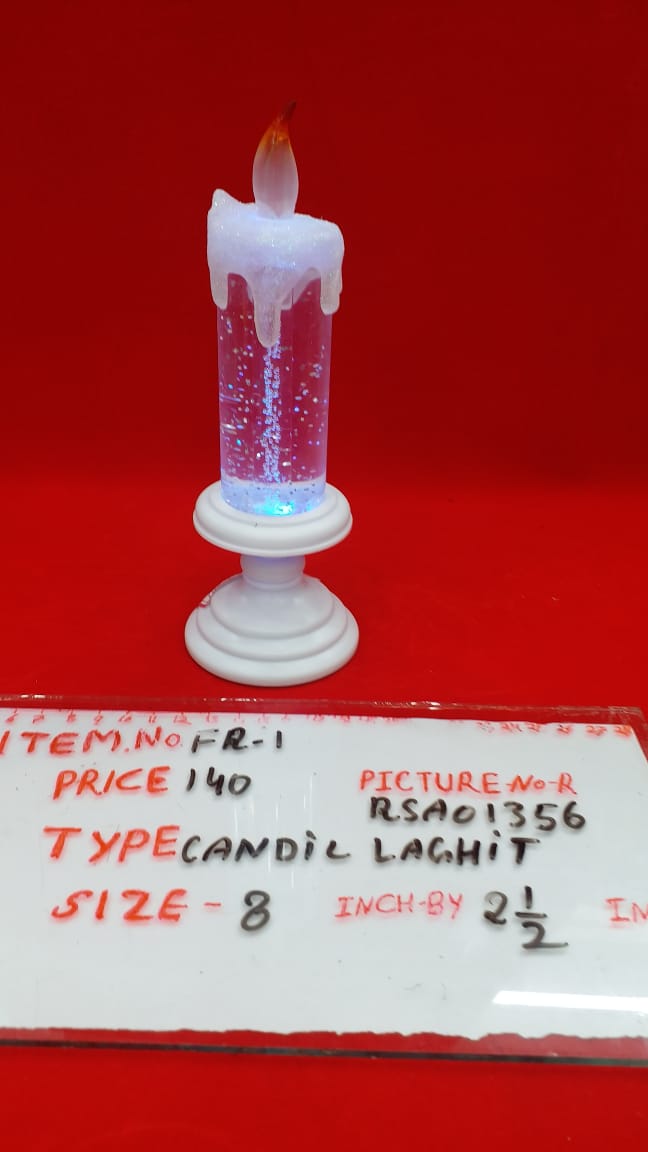 ITEM.No. FR-1
PRICE 140
PICTURE-No-R
RSA01356
TYPE CANDiL LAGHiT
SIZE - 8 INCH-BY 2 1/2 IN